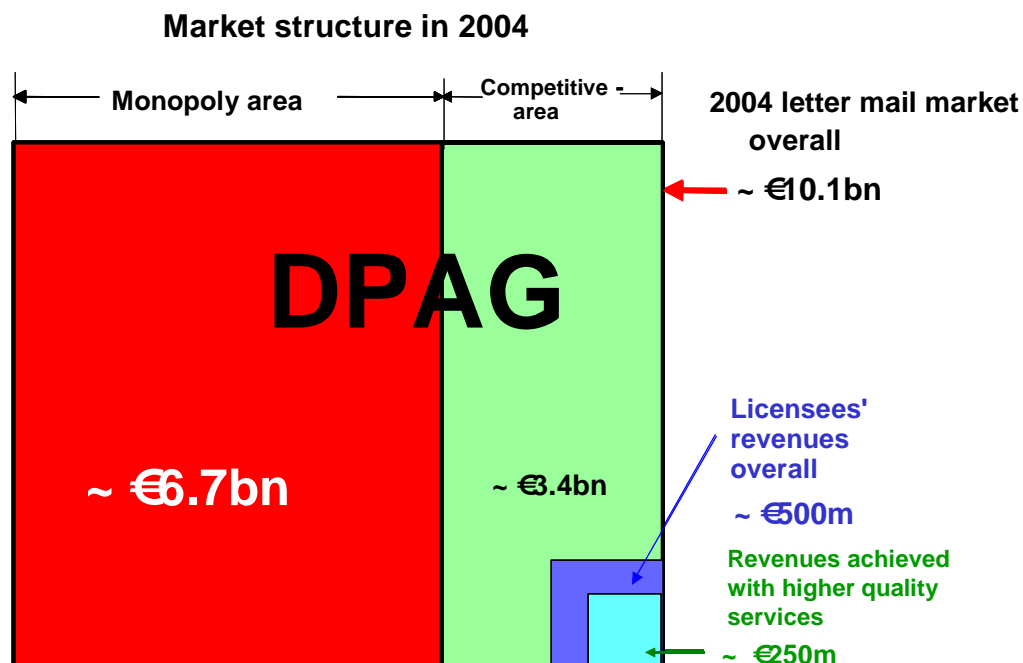 Market structure in 2004
Monopoly area
Competitive -
area
2004 letter mail market
overall
~ €10.1bn
DPAG
~ €6.7bn
~ €3.4bn
Licensees'
revenues
overall
~ €500m
Revenues achieved
with higher quality
services
~ €250m